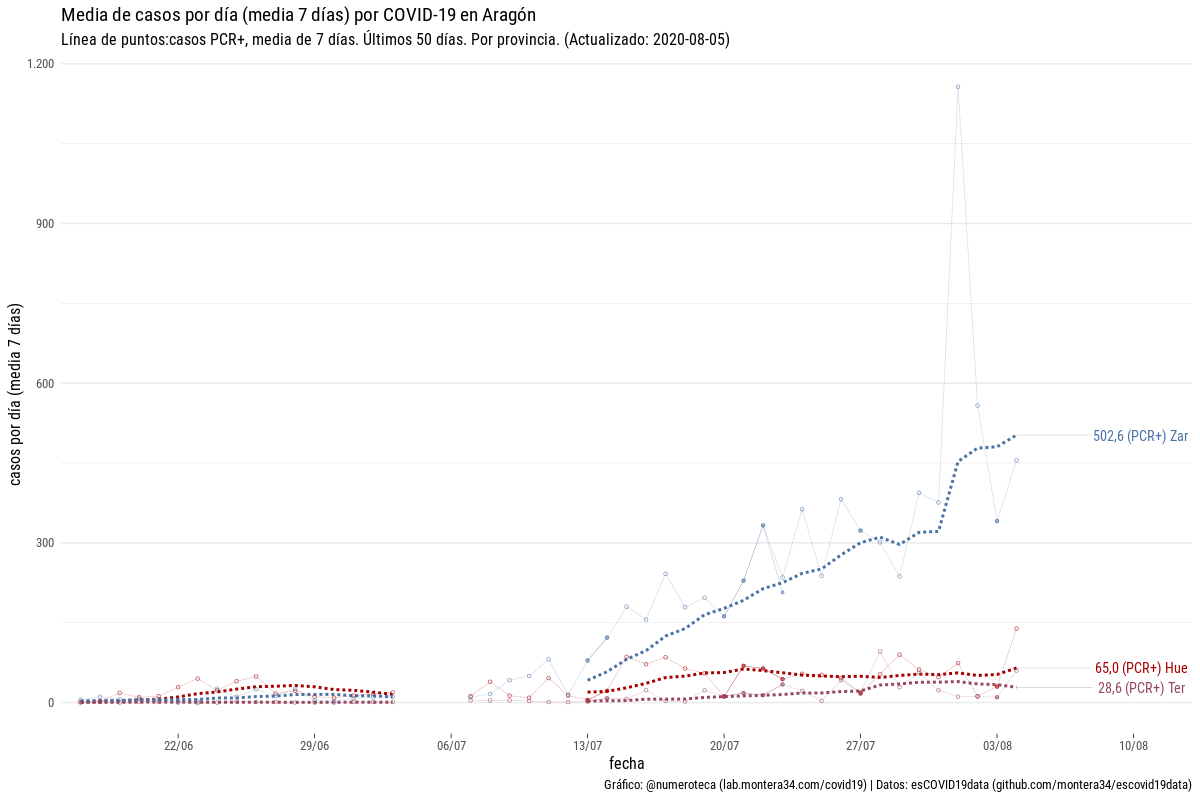 Media de casos por día (media 7 días) por COVID-19 en Aragón
Línea de puntos:casos PCR+, media de 7 días. Últimos 50 días. Por provincia. (Actualizado: 2020-08-05)
1.200
900
600
300
0
casos por día (media 7 días)
502,6 (PCR+) Zar
65,0 (PCR+) Hue
28,6 (PCR+) Ter
22/06
29/06
06/07
13/07
20/07
27/07
03/08
10/08
fecha
Gráfico: @numeroteca (lab.montera34.com/covid19) | Datos: esCOVID19data (github.com/montera34/escovid19data)